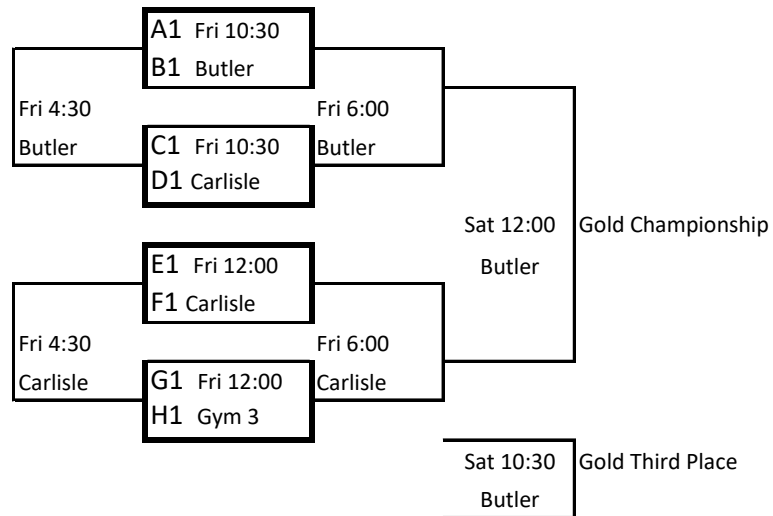 A1 Fri 10:30
B1 Butler
Fri 4:30
Butler
Fri 6:00
Butler
C1 Fri 10:30
D1 Carlisle
Sat 12:00
Butler
Gold Championship
E1 Fri 12:00
F1 Carlisle
Fri 4:30
Carlisle
Fri 6:00
Carlisle
G1 Fri 12:00
H1 Gym 3
Sat 10:30
Butler
Gold Third Place